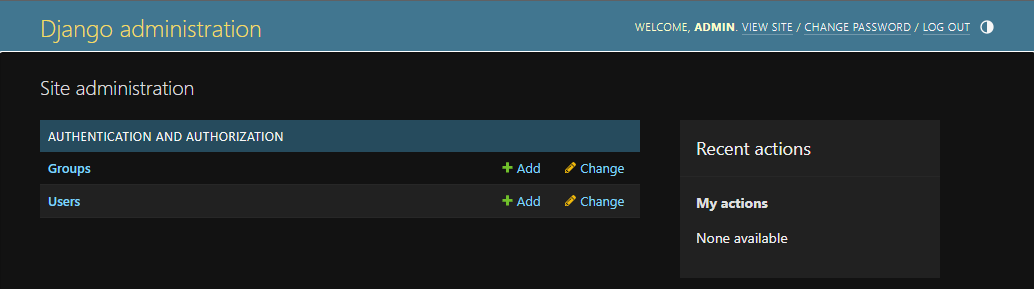 Django administration
WELCOME, ADMIN. VIEW SITE / CHANGE PASSWORD / LOG OUT
Site administration
AUTHENTICATION AND AUTHORIZATION
Groups Add Change
Users Add Change
Recent actions
My actions
None available